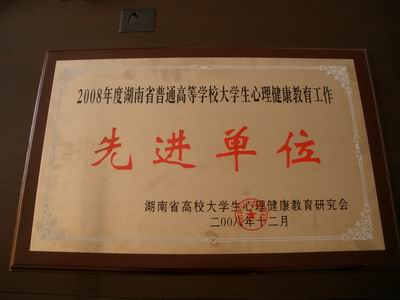 2008年度湖南省普通高等学校大学生心理健康教育工作
先进单位
湖南省高校大学生心理健康教育研究会
二00八年十二月